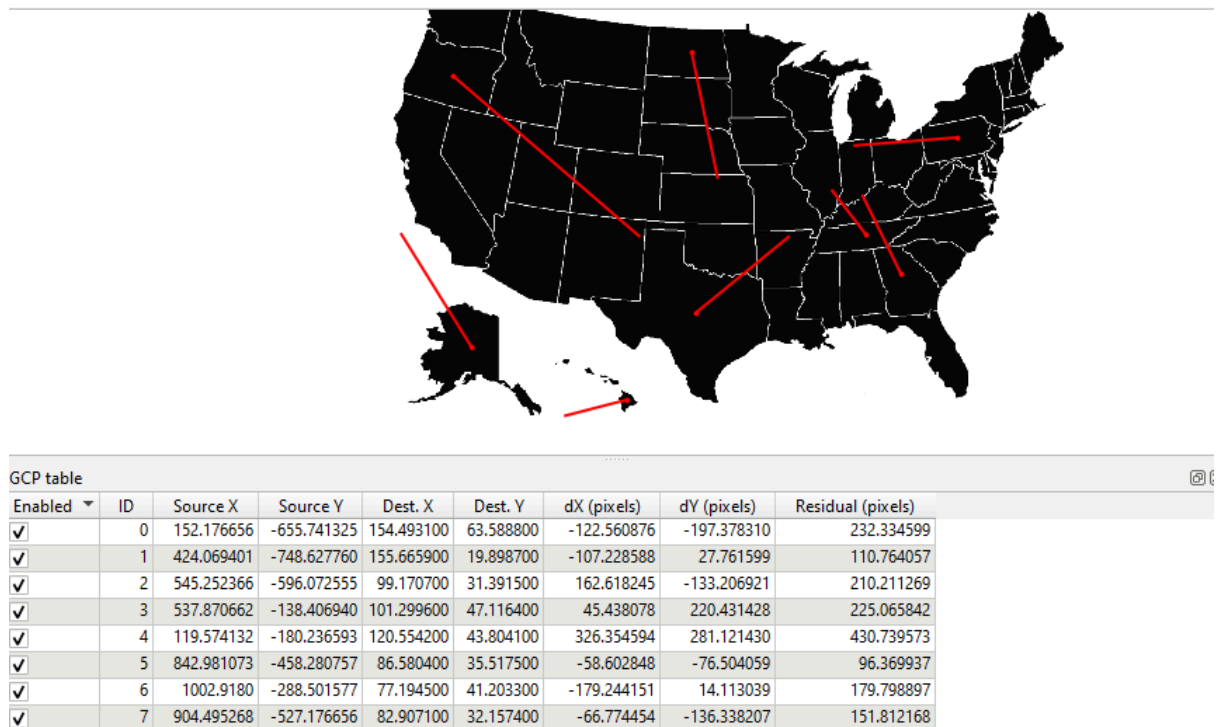 GCP table
Enabled ID Source X Source Y Dest. X Dest. Y dX (pixels) dY (pixels) Residual (pixels)
0 152.176656 -655.741325 154.493100 63.588800 -122.560876 -197.378310 232.334599
1 424.069401 -748.627760 155.665900 19.898700 -107.228588 27.761599 110.764057
2 545.252366 -596.072555 99.170700 31.391500 162.618245 -133.206921 210.211269
3 537.870662 -138.406940 101.299600 47.116400 45.438078 220.431428 225.065842
4 119.574132 -180.236593 120.554200 43.804100 326.354594 281.121430 430.739573
5 842.981073 -458.280757 86.580400 35.517500 -58.602848 -76.504059 96.369937
6 1002.9180 -288.501577 77.194500 41.203300 -179.244151 14.113039 179.798897
7 904.495268 -527.176656 82.907100 32.157400 -66.774454 -136.338207 151.812168